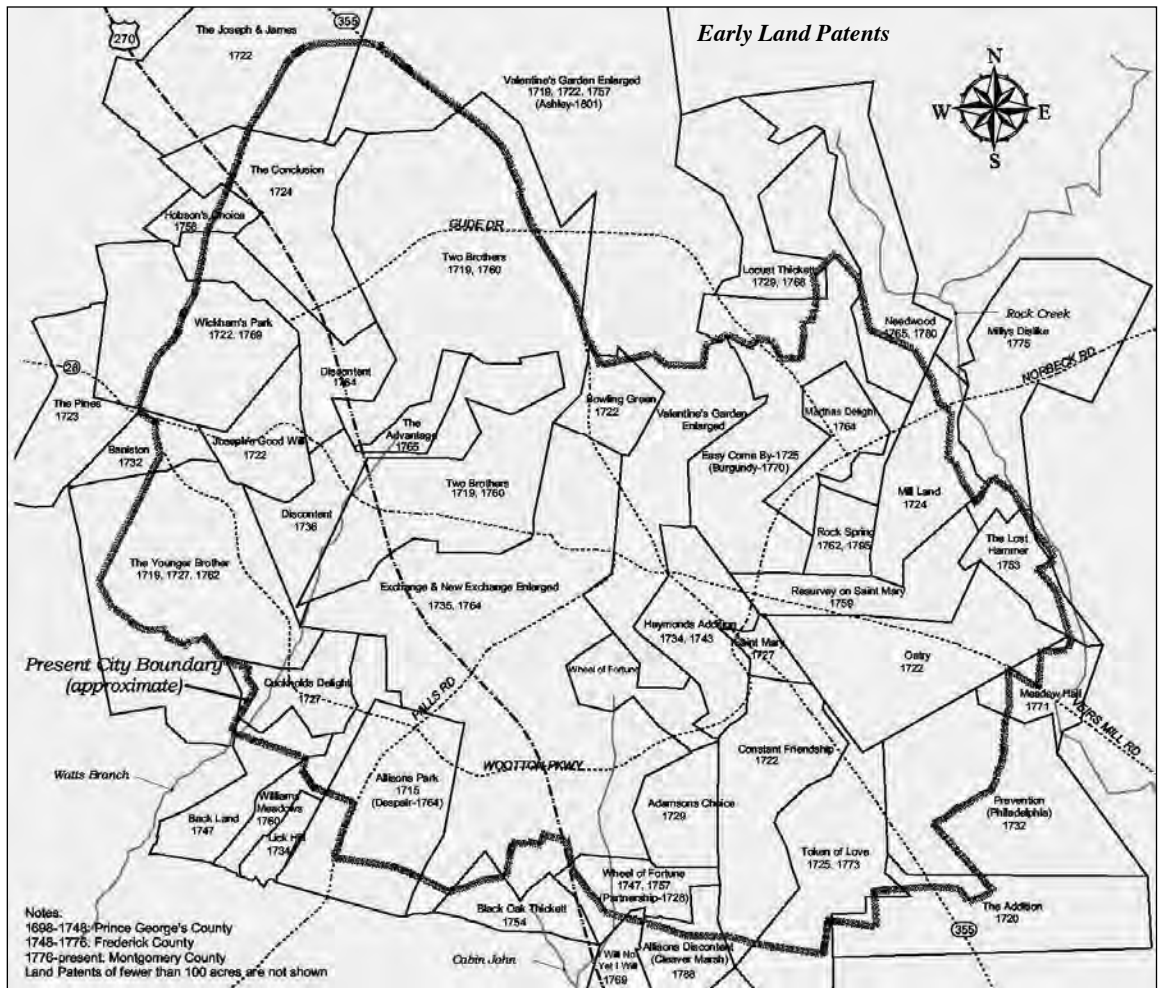 Early Land Patents
270
355
The Joseph & James
1722
Valentine's Garden Enlarged
1719, 1722, 1757
(Ashley-1801)
N
W
E
S
The Conclusion
1724
Hobson's Choice
1756
GUDE DR
Two Brothers
1719, 1760
Locust Thickett
1729, 1768
Rock Creek
Wickham's Park
1722, 1769
Needwood
1765, 1780
Millys Dislike
1775
NORBECK RD
28
Discontent
1764
The Pines
1723
Bowling Green
1722
Valentine's Garden
Enlarged
Marthas Delight
1764
The
Advantage
1765
Joseph's Good Will
1722
Baniston
1732
Easy Come By-1725
(Burgundy-1770)
Two Brothers
1719, 1760
Mill Land
1724
Discontent
1736
Rock Spring
1762, 1795
The Lost
Hammer
1753
The Younger Brother
1719, 1727, 1762
Exchange & New Exchange Enlarged
1735, 1764
Resurvey on Saint Mary
1759
Haymonds Addition
1734, 1743
Saint Mary
1727
Oatry
1722
Present City Boundary
(approximate)
Wheel of Fortune
Cuckholds Delight
1727
Meadow Hall
1771
FALLS RD
VEIRS MILL RD
Constant Friendship
1722
WOOTTON PKWY
Watts Branch
Allisons Park
1715
(Despair-1764)
Williams
Meadows
1760
Back Land
1747
Lick Hill
1734
Adamsons Choice
1729
Prevention
(Philadelphia)
1732
Token of Love
1725, 1773
Wheel of Fortune
1747, 1757
(Partnership-1728)
Black Oak Thickett
1754
The Addition
1720
355
Notes:
1698-1748: Prince George's County
1748-1776: Frederick County
1776-present: Montgomery County
Land Patents of fewer than 100 acres are not shown
Cabin John
I Will No
Yet I Will
1769
Allisons Discontent
(Cleaver Marsh)
1788